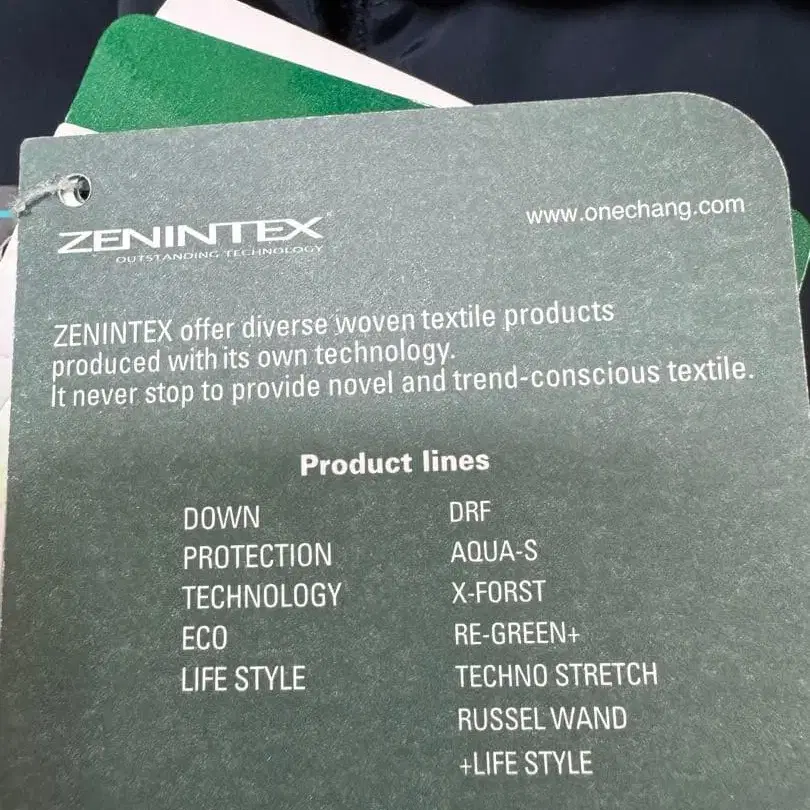 ZENINTEX
OUTSTANDING TECHNOLOGY
www.onechang.com
ZENINTEX offer diverse woven textile products
produced with its own technology.
It never stop to provide novel and trend-conscious textile.
Product lines
DOWN
PROTECTION
TECHNOLOGY
ECO
LIFE STYLE
DRF
AQUA-S
X-FORST
RE-GREEN+
TECHNO STRETCH
RUSSEL WAND
+LIFE STYLE